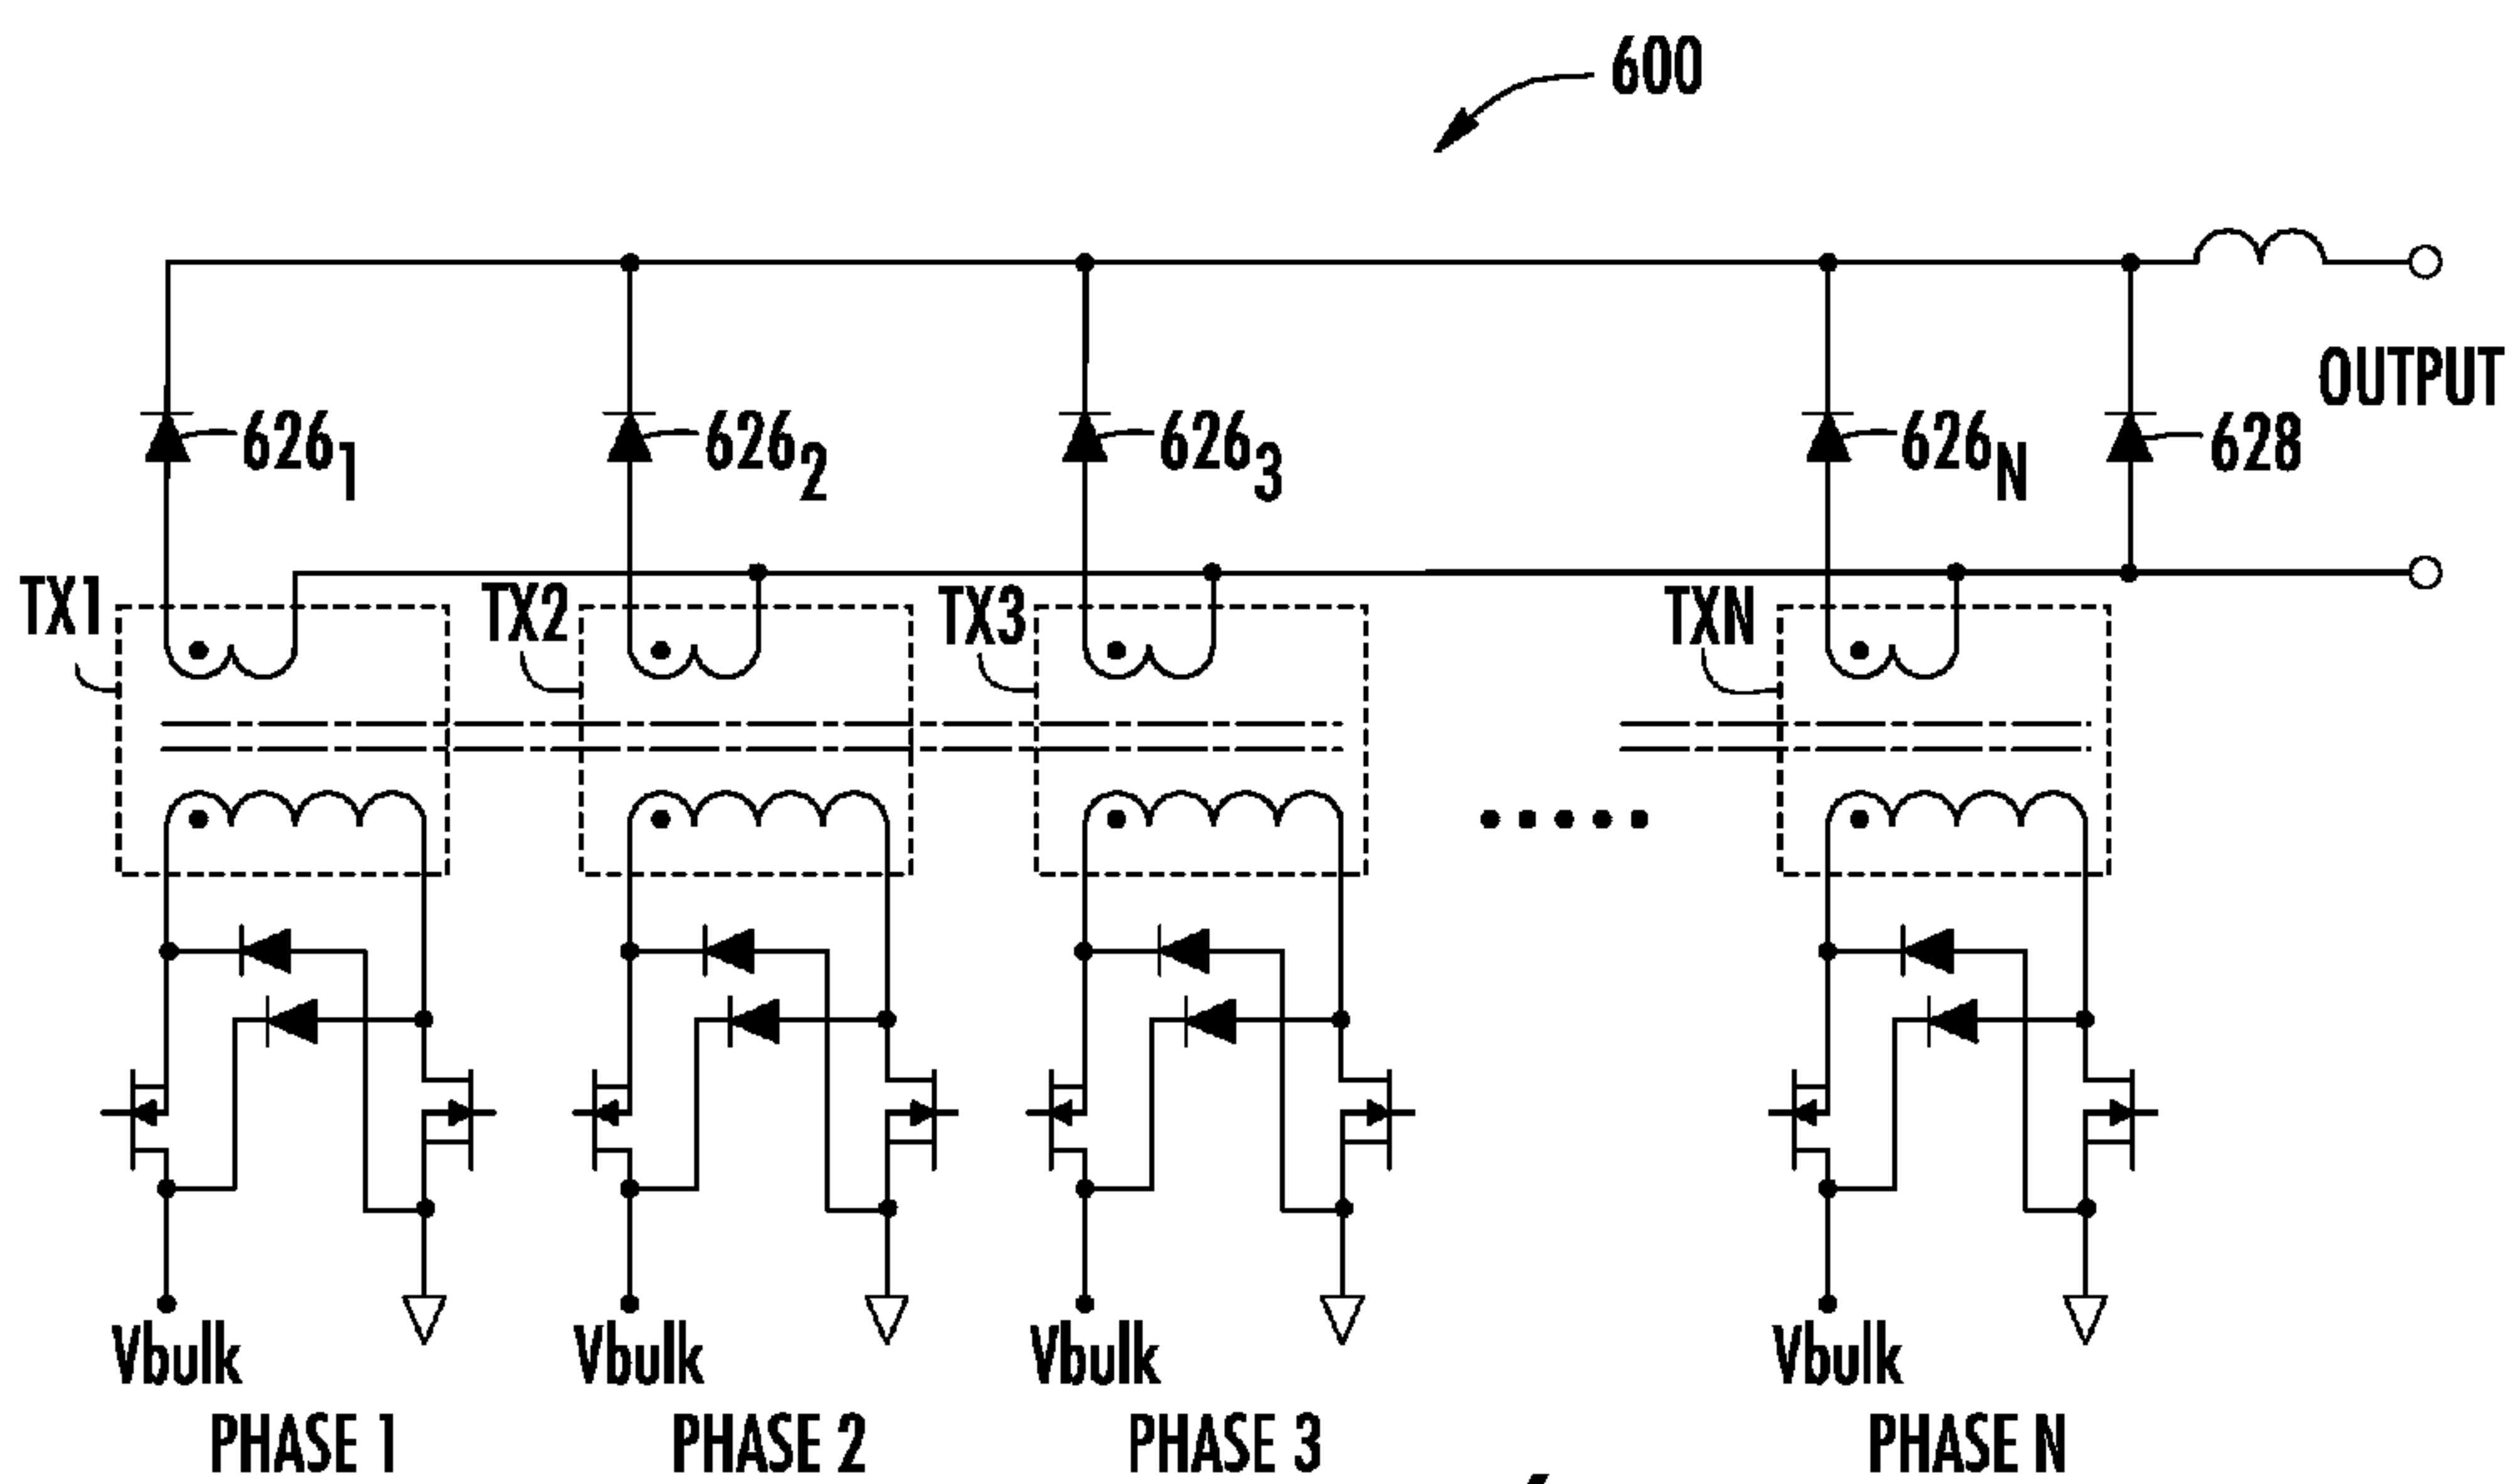 600
OUTPUT
626₁ 626₂ 626₃ 626N 628
TX1 TX2 TX3 TXN
Vbulk Vbulk Vbulk Vbulk
PHASE 1 PHASE 2 PHASE 3 PHASE N